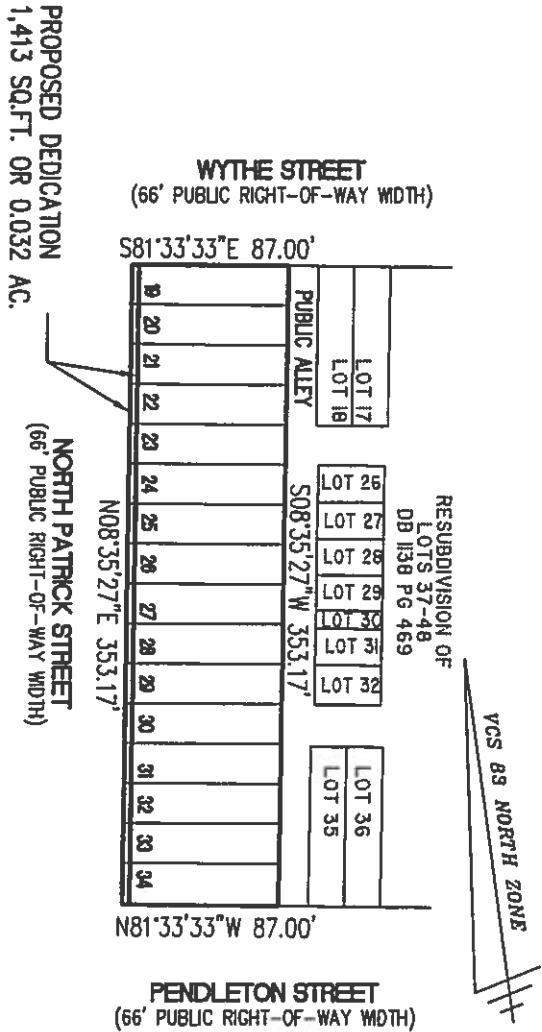 WYTHE STREET
(66' PUBLIC RIGHT-OF-WAY WIDTH)
S81°33'33"E 87.00'
PROPOSED DEDICATION
1,413 SQ.FT. OR 0.032 AC.
19
20
21
22
23
24
25
26
27
28
29
30
31
32
33
34
PUBLIC ALLEY
LOT 17
LOT 18
LOT 26
LOT 27
LOT 28
LOT 29
LOT 30
LOT 31
LOT 32
LOT 36
LOT 35
RESUBDIVISION OF
LOTS 37-48
DB 1138 PG 469
S08°35'27"W 353.17'
N08°35'27"E 353.17'
NORTH PATRICK STREET
(66' PUBLIC RIGHT-OF-WAY WIDTH)
VCS 83 NORTH ZONE
N81°33'33"W 87.00'
PENDLETON STREET
(66' PUBLIC RIGHT-OF-WAY WIDTH)